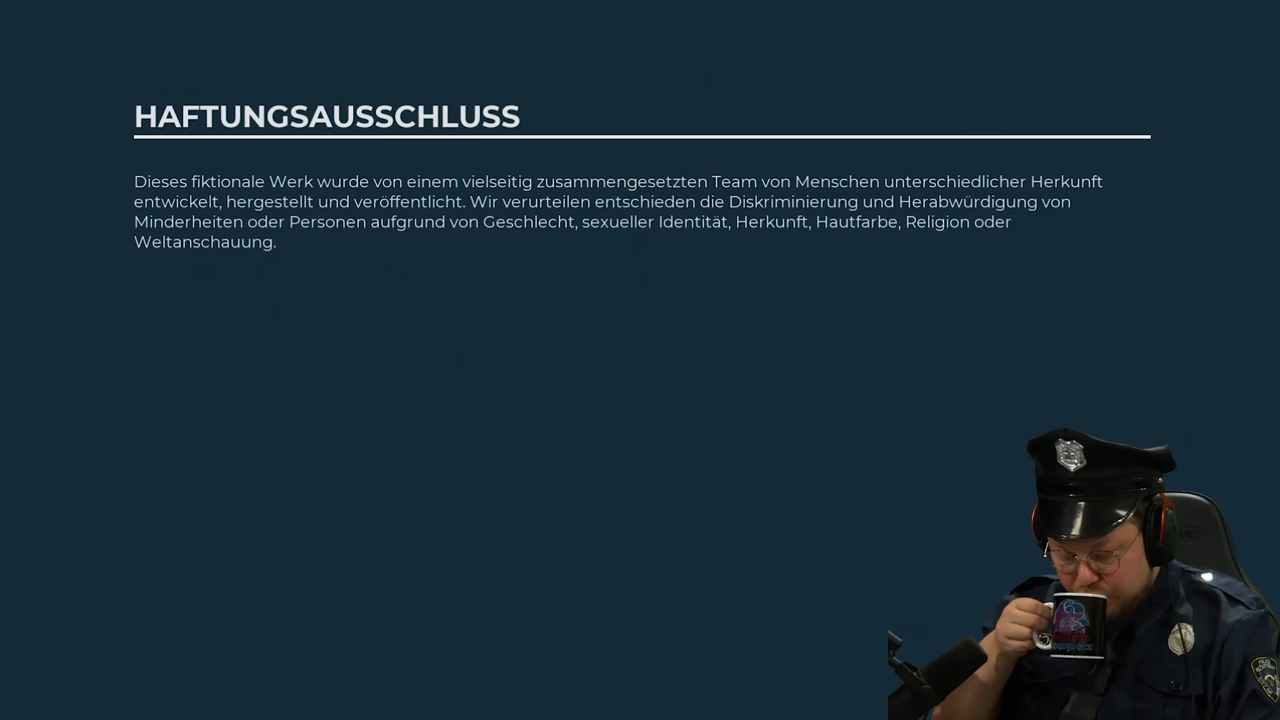 HAFTUNGSAUSSCHLUSS
Dieses fiktionale Werk wurde von einem vielseitig zusammengesetzten Team von Menschen unterschiedlicher Herkunft
entwickelt, hergestellt und veröffentlicht. Wir verurteilen entschieden die Diskriminierung und Herabwürdigung von
Minderheiten oder Personen aufgrund von Geschlecht, sexueller Identität, Herkunft, Hautfarbe, Religion oder
Weltanschauung.